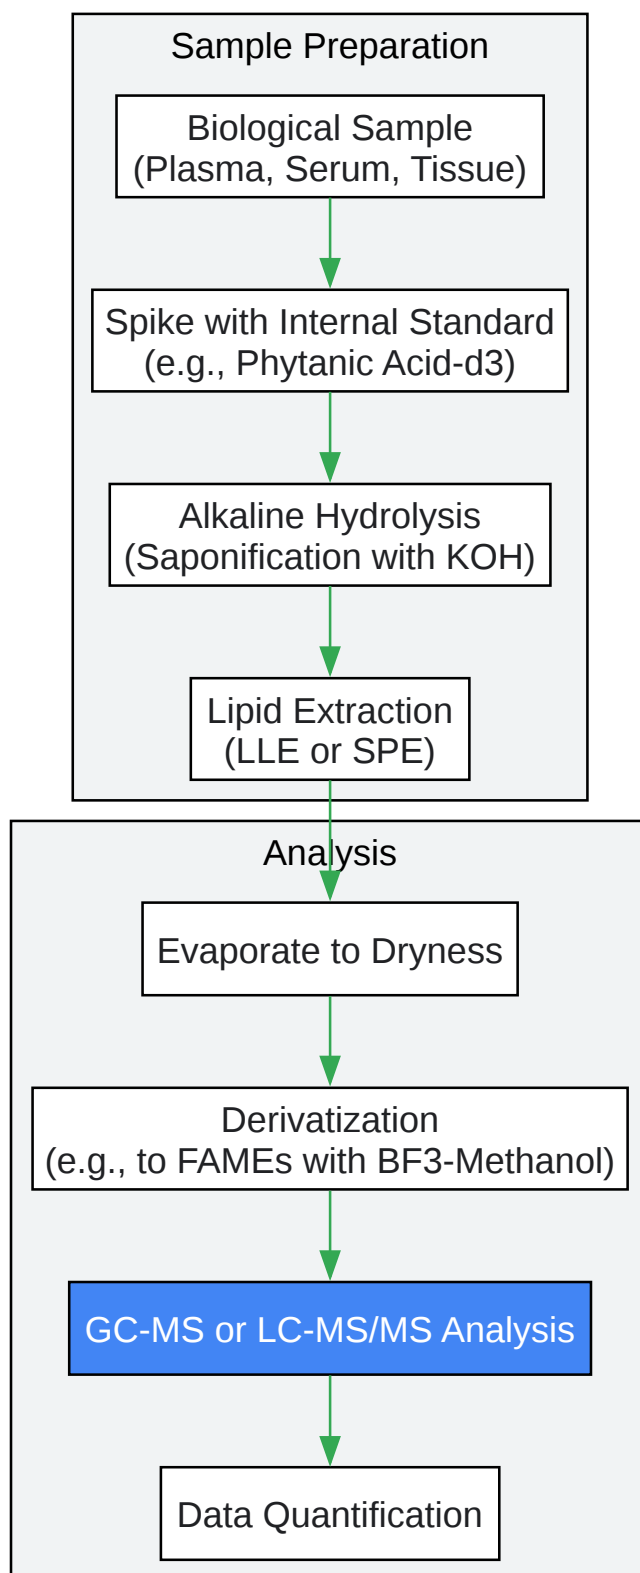 Sample Preparation
Biological Sample
(Plasma, Serum, Tissue)
Spike with Internal Standard
(e.g., Phytanic Acid-d3)
Alkaline Hydrolysis
(Saponification with KOH)
Lipid Extraction
(LLE or SPE)
Analysis
Evaporate to Dryness
Derivatization
(e.g., to FAMEs with BF3-Methanol)
GC-MS or LC-MS/MS Analysis
Data Quantification